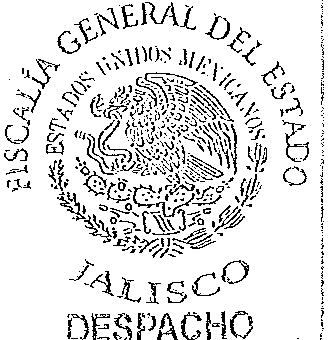 FISCALÍA GENERAL DEL ESTADO
ESTADOS UNIDOS MEXICANOS
JALISCO
DESPACHO